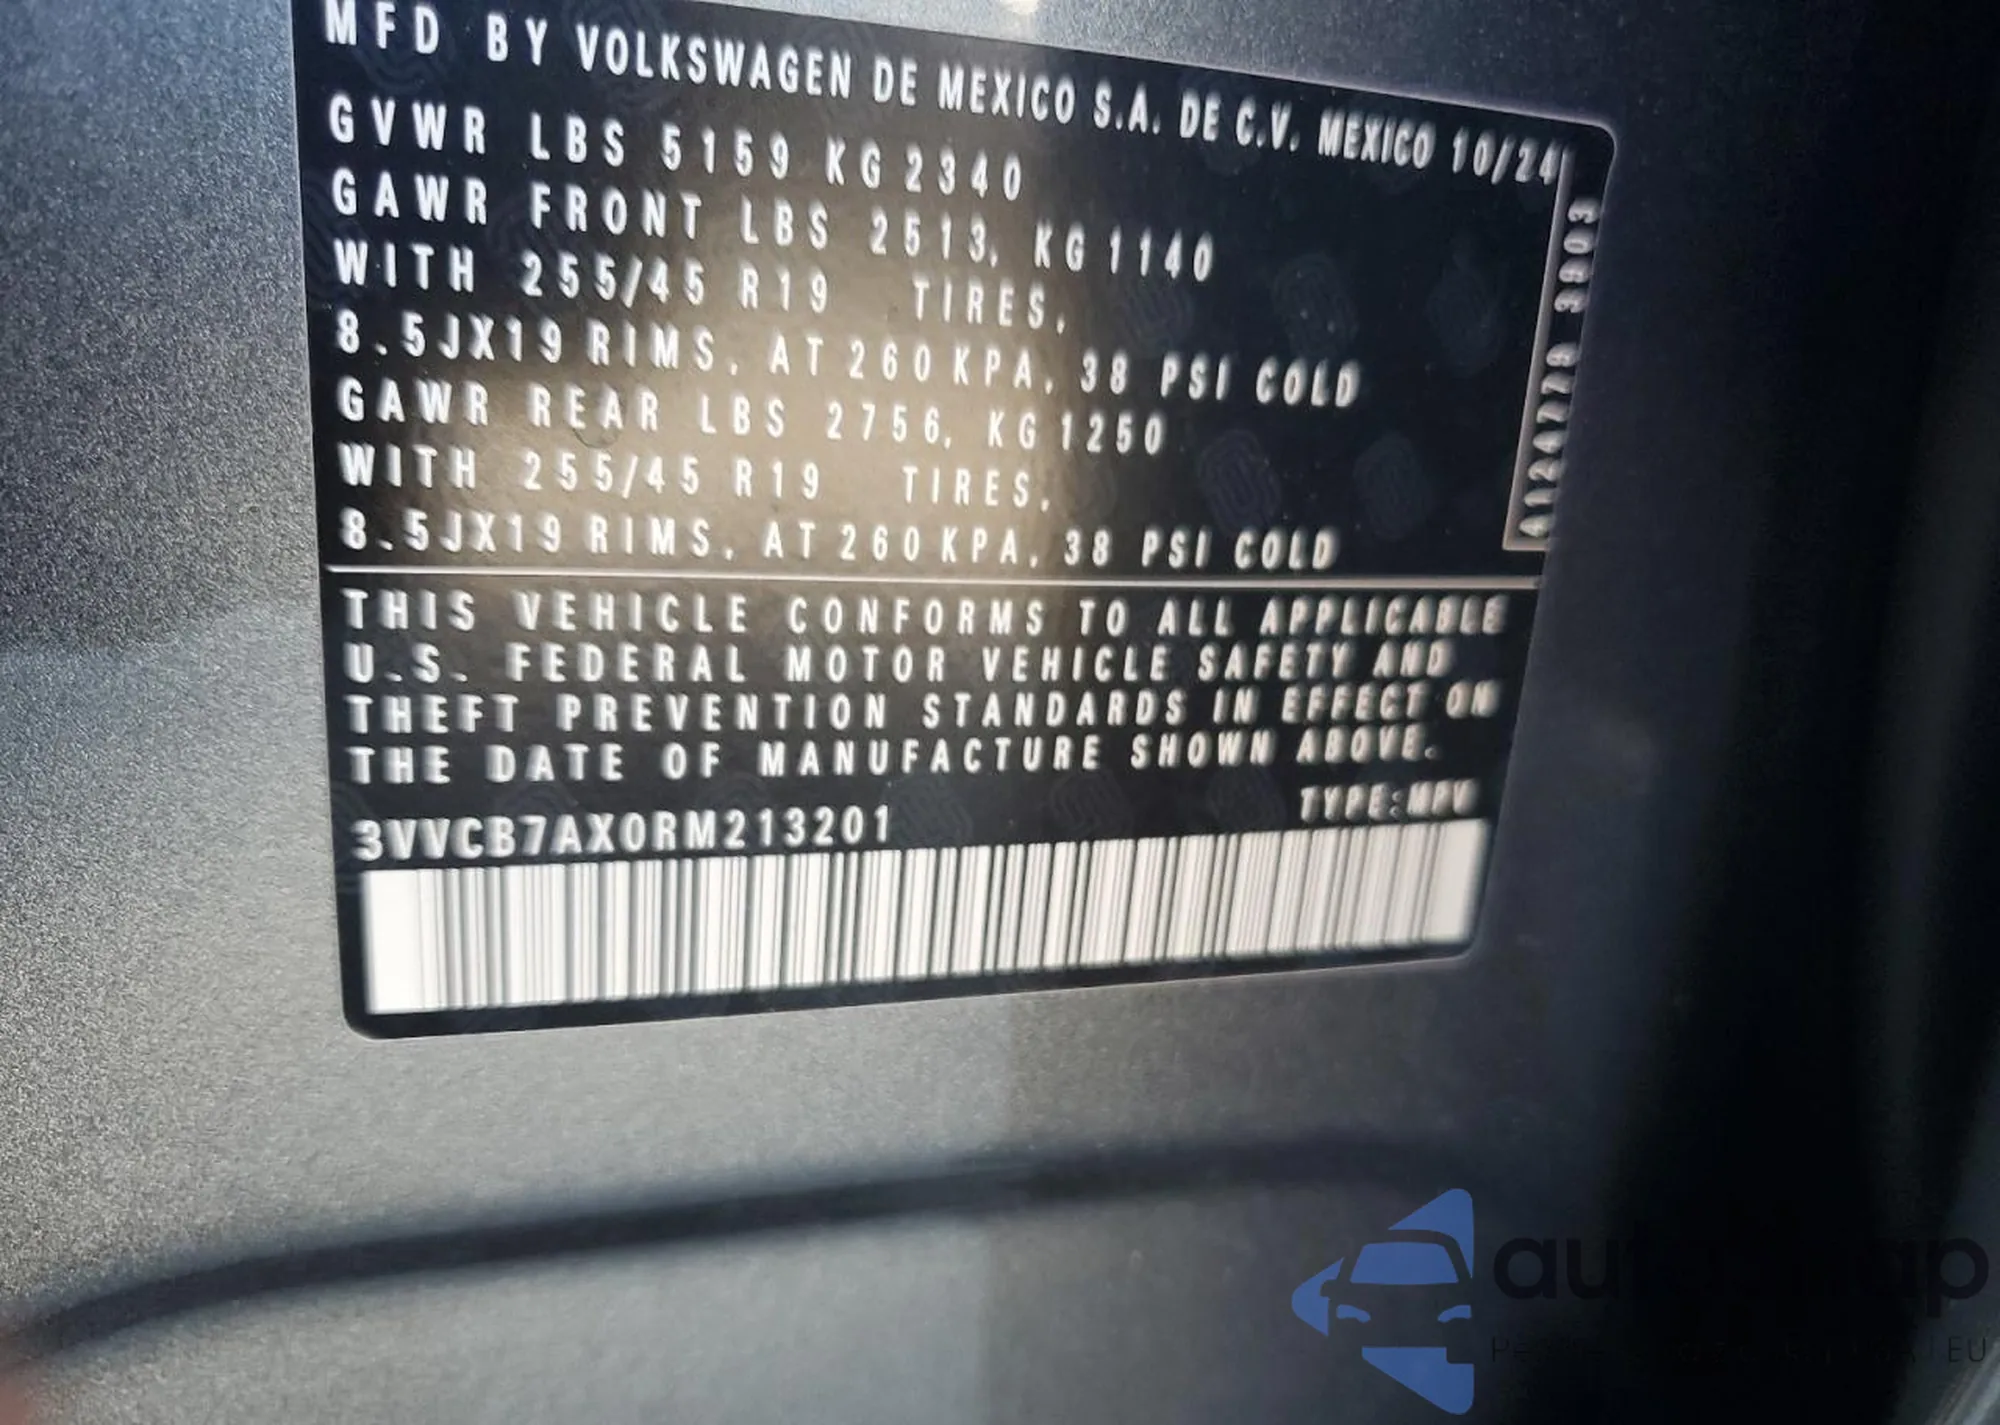 MFD BY VOLKSWAGEN DE MEXICO S.A. DE C.V. MEXICO 10/24
GVWR LBS 5159 KG 2340
GAWR FRONT LBS 2513, KG 1140
WITH 255/45 R19 TIRES,
8.5JX19 RIMS, AT 260 KPA, 38 PSI COLD
GAWR REAR LBS 2756, KG 1250
WITH 255/45 R19 TIRES,
8.5JX19 RIMS, AT 260 KPA, 38 PSI COLD
THIS VEHICLE CONFORMS TO ALL APPLICABLE
U.S. FEDERAL MOTOR VEHICLE SAFETY AND
THEFT PREVENTION STANDARDS IN EFFECT ON
THE DATE OF MANUFACTURE SHOWN ABOVE.
TYPE:MPV
3VVCB7AX0RM213201
EU